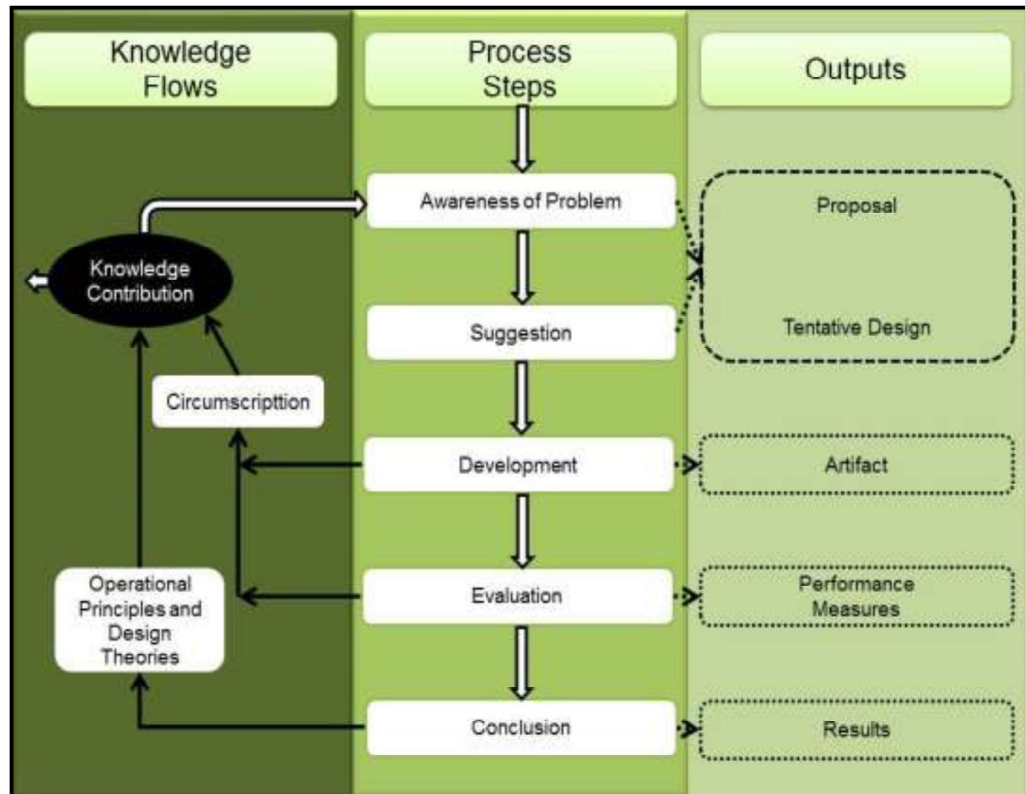 Knowledge
Flows
Process
Steps
Outputs
Awareness of Problem
Proposal
Knowledge
Contribution
Suggestion
Tentative Design
Circumscripttion
Development
Artifact
Operational
Principles and
Design
Theories
Evaluation
Performance
Measures
Conclusion
Results